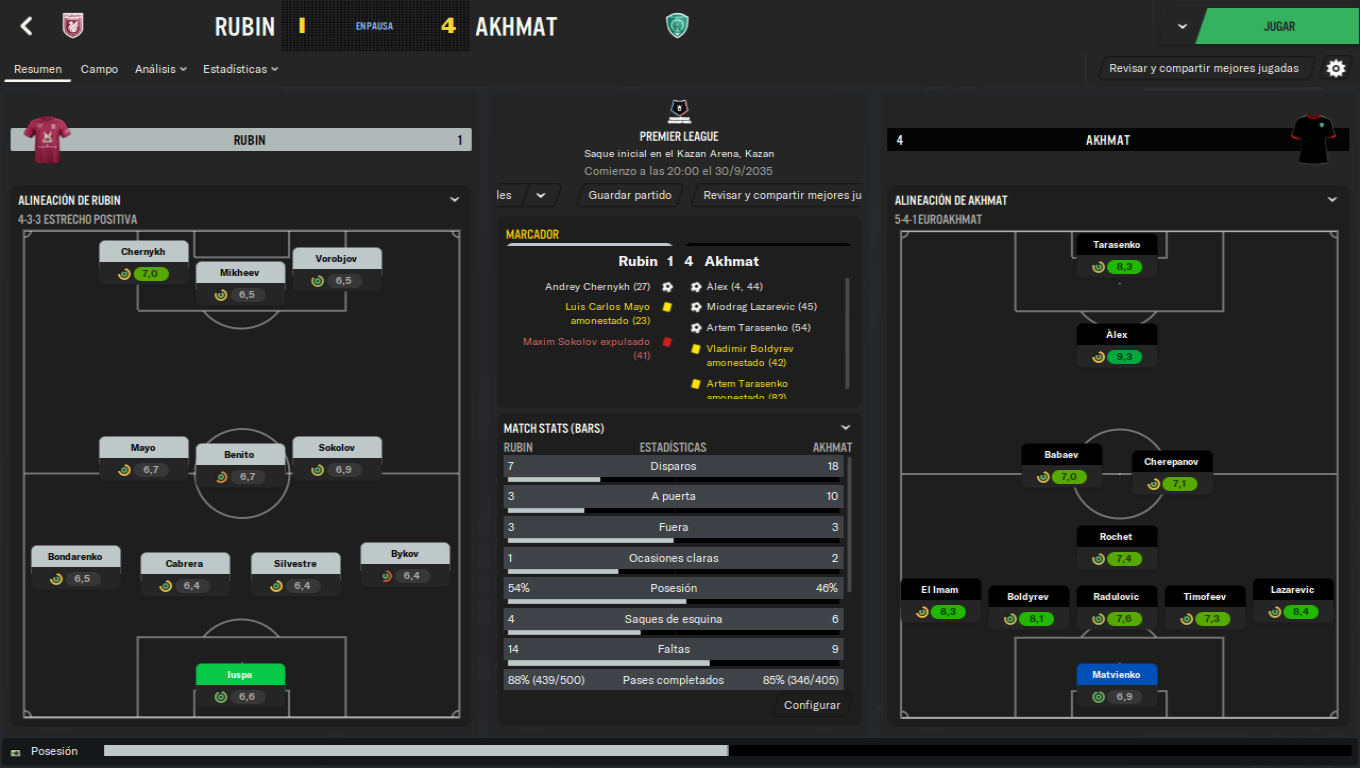 RUBIN
1
EN PAUSA
4
AKHMAT
JUGAR
Resumen
Campo
Análisis
Estadísticas
Revisar y compartir mejores jugadas
RUBIN
1
PREMIER LEAGUE
Saque inicial en el Kazan Arena, Kazan
Comienzo a las 20:00 el 30/9/2035
les
Guardar partido
Revisar y compartir mejores ju
4
AKHMAT
ALINEACIÓN DE RUBIN
4-3-3 ESTRECHO POSITIVA
Chernykh
7,0
Mikheev
6,5
Vorobjov
6,5
Mayo
6,7
Benito
6,7
Sokolov
6,9
Bondarenko
6,5
Cabrera
6,4
Silvestre
6,4
Bykov
6,4
Iuspa
6,6
MARCADOR
Rubin 1 4 Akhmat
Andrey Chernykh (27)
Luis Carlos Mayo
amonestado (23)
Maxim Sokolov expulsado
(41)
Àlex (4, 44)
Miodrag Lazarevic (45)
Artem Tarasenko (54)
Vladimir Boldyrev
amonestado (42)
Artem Tarasenko
amonestado (82)
MATCH STATS (BARS)
RUBIN ESTADÍSTICAS AKHMAT
7 Disparos 18
3 A puerta 10
3 Fuera 3
1 Ocasiones claras 2
54% Posesión 46%
4 Saques de esquina 6
14 Faltas 9
88% (439/500) Pases completados 85% (346/405)
Configurar
ALINEACIÓN DE AKHMAT
5-4-1 EUROAKHMAT
Tarasenko
8,3
Àlex
9,3
Babaev
7,0
Cherepanov
7,1
Rochet
7,4
El Imam
8,3
Boldyrev
8,1
Radulovic
7,6
Timofeev
7,3
Lazarevic
8,4
Matvienko
6,9
Posesión